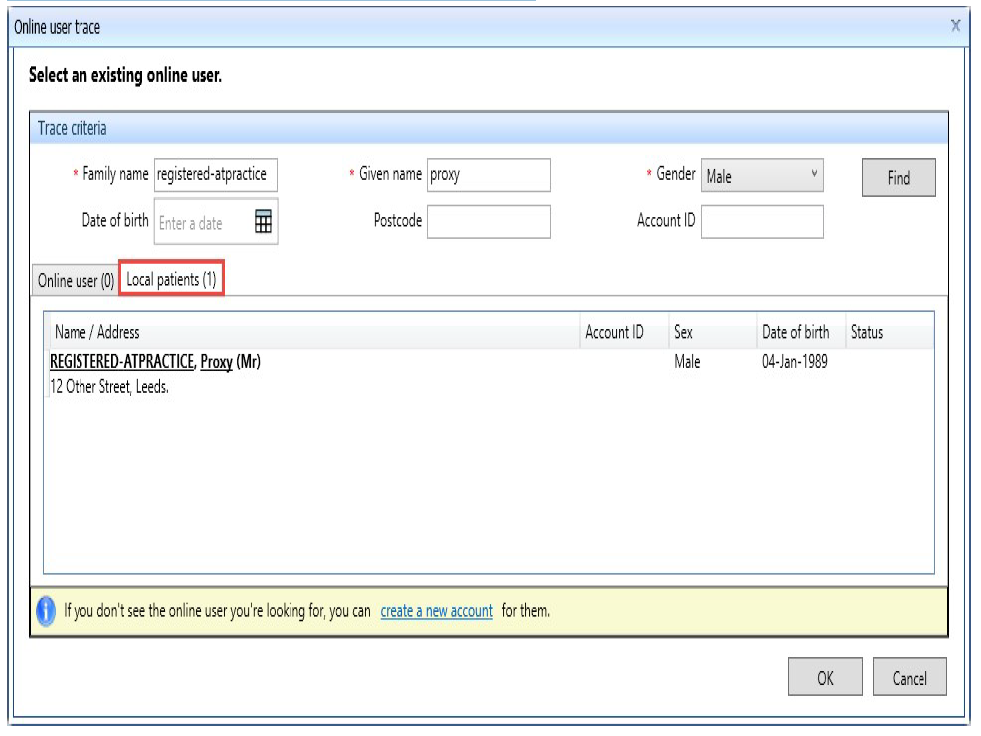 Online user trace
Select an existing online user.
Trace criteria
* Family name registered-atpractice * Given name proxy * Gender Male Find
Date of birth Enter a date Postcode Account ID
Online user (0) Local patients (1)
Name / Address Account ID Sex Date of birth Status
REGISTERED-ATPRACTICE, Proxy (Mr) Male 04-Jan-1989
12 Other Street, Leeds.
If you don't see the online user you're looking for, you can create a new account for them.
OK Cancel